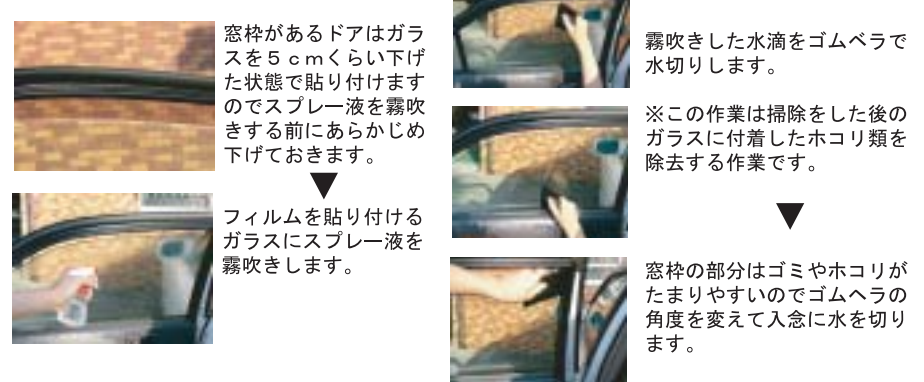 窓枠があるドアはガラ
スを５ｃｍくらい下げ
た状態で貼り付けます
のでスプレー液を霧吹
きする前にあらかじめ
下げておきます。
▼
フィルムを貼り付ける
ガラスにスプレー液を
霧吹きします。
霧吹きした水滴をゴムベラで
水切りします。
※この作業は掃除をした後の
ガラスに付着したホコリ類を
除去する作業です。
▼
窓枠の部分はゴミやホコリが
たまりやすいのでゴムヘラの
角度を変えて入念に水を切り
ます。